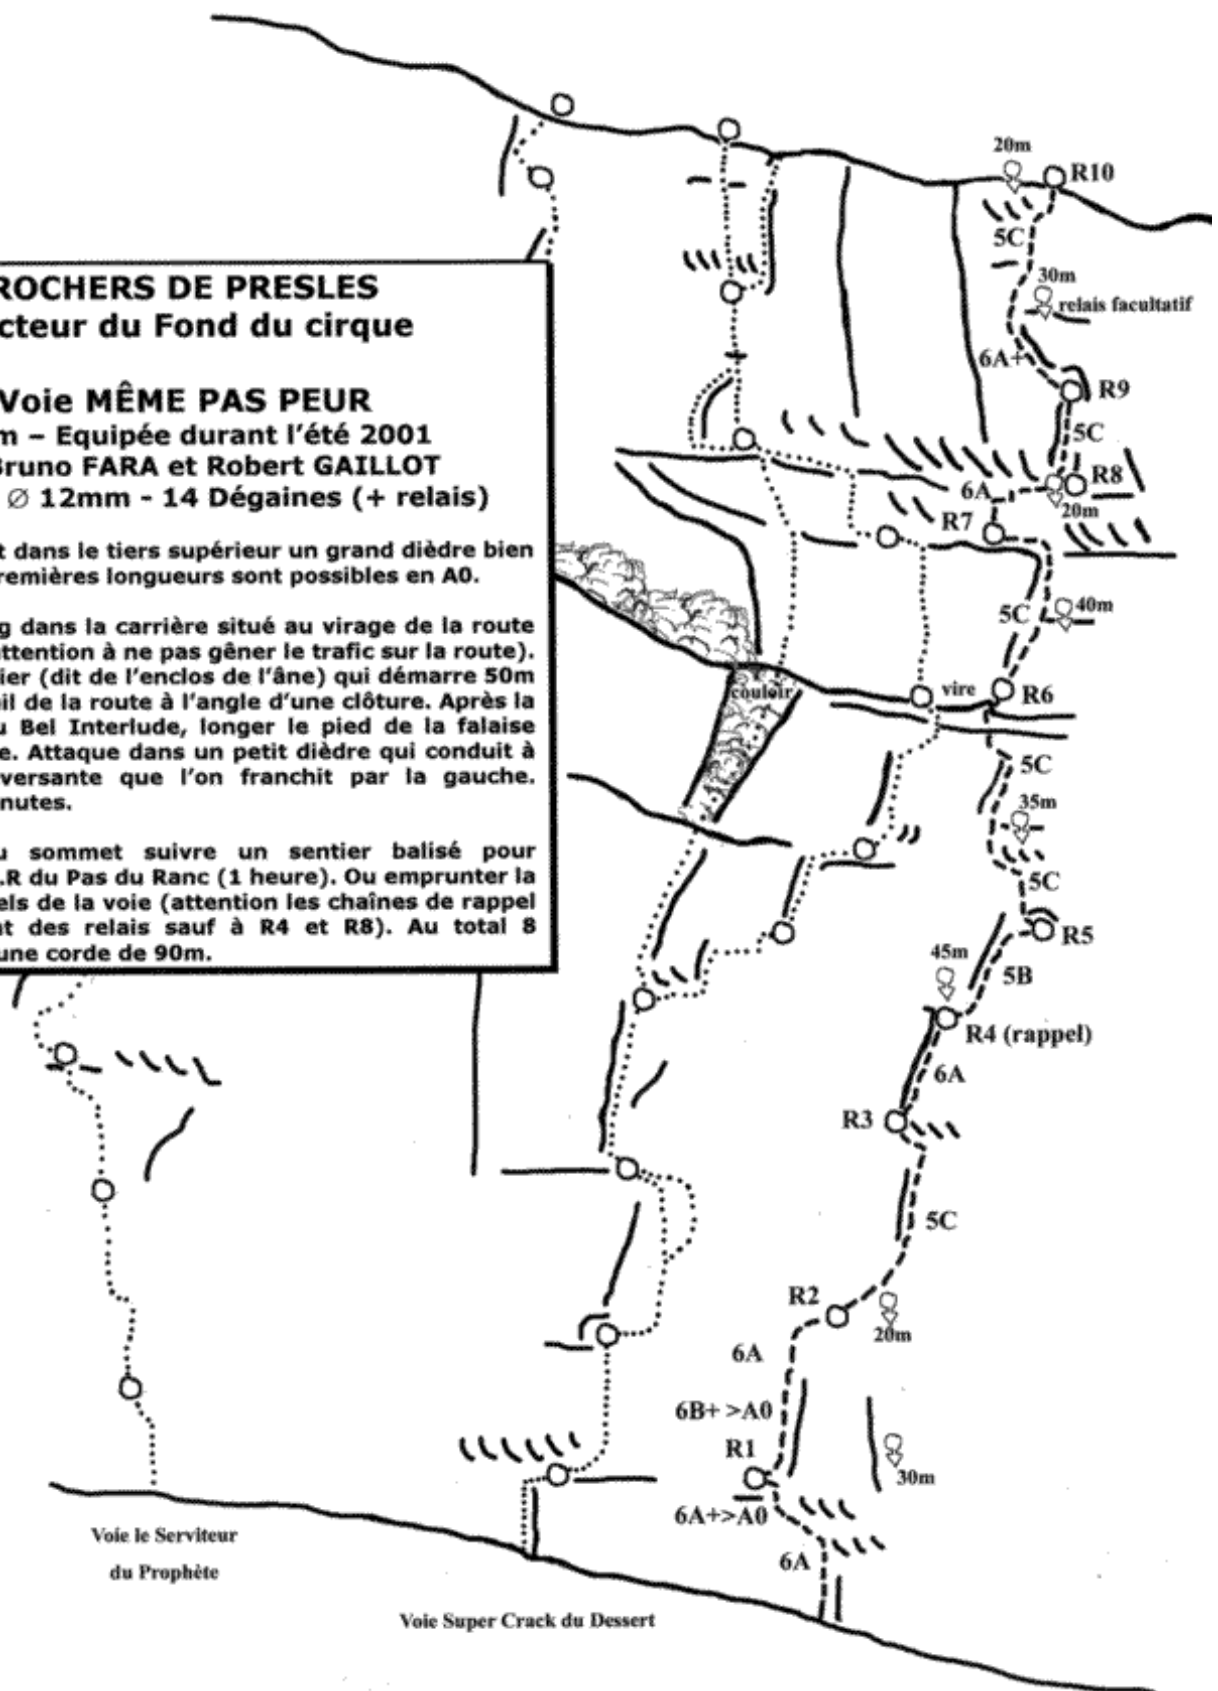 ROCHERS DE PRESLES
cteur du Fond du cirque
Voie MÊME PAS PEUR
m – Equipée durant l'été 2001
Bruno FARA et Robert GAILLOT
Ø 12mm - 14 Dégaines (+ relais)
t dans le tiers supérieur un grand dièdre bien
remières longueurs sont possibles en A0.
g dans la carrière situé au virage de la route
attention à ne pas gêner le trafic sur la route).
ier (dit de l'enclos de l'âne) qui démarre 50m
il de la route à l'angle d'une clôture. Après la
u Bel Interlude, longer le pied de la falaise
e. Attaque dans un petit dièdre qui conduit à
versante que l'on franchit par la gauche.
nutes.
u sommet suivre un sentier balisé pour
.R du Pas du Ranc (1 heure). Ou emprunter la
els de la voie (attention les chaînes de rappel
nt des relais sauf à R4 et R8). Au total 8
une corde de 90m.
20m
R10
5C
30m
relais facultatif
6A+
R9
5C
R8
6A
20m
R7
40m
5C
couloir
vire
R6
5C
35m
5C
R5
45m
5B
R4 (rappel)
6A
R3
5C
R2
20m
6A
6B+ >A0
R1
30m
6A+>A0
6A
Voie le Serviteur
du Prophète
Voie Super Crack du Dessert